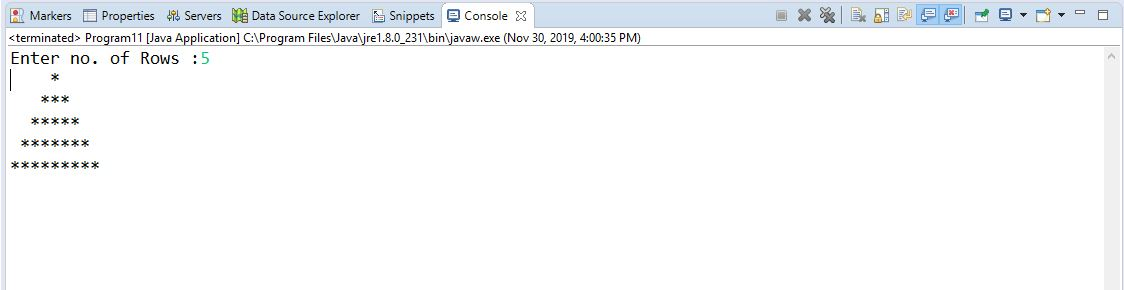 Markers Properties Servers Data Source Explorer Snippets Console
<terminated> Program11 [Java Application] C:\Program Files\Java\jre1.8.0_231\bin\javaw.exe (Nov 30, 2019, 4:00:35 PM)
Enter no. of Rows :5
    *
   ***
  *****
 *******
*********